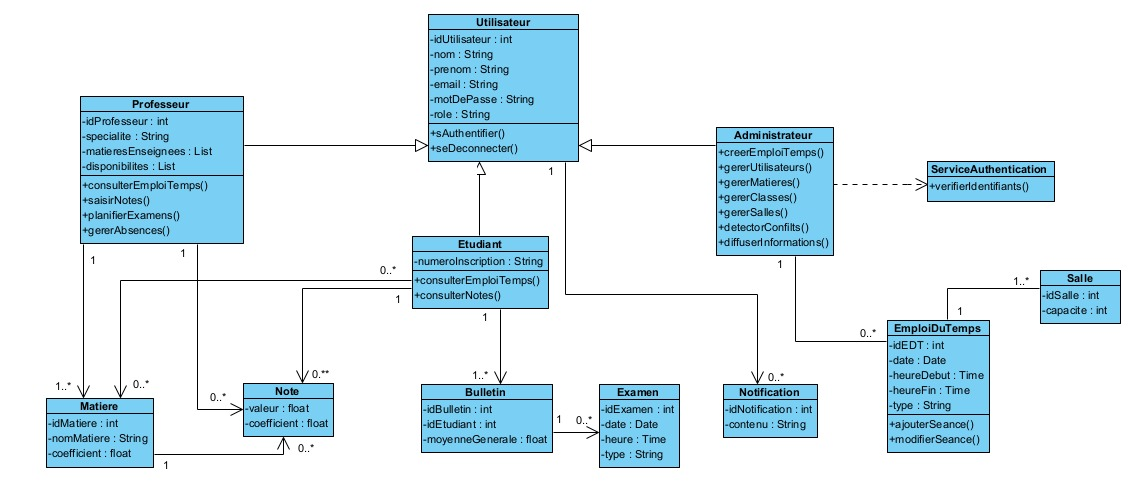 Utilisateur
-idUtilisateur : int
-nom : String
-prenom : String
-email : String
-motDePasse : String
-role : String
+sAuthentifier()
+seDeconnecter()
Professeur
-idProfesseur : int
-specialite : String
-matieresEnseignees : List
-disponibilites : List
+consulterEmploiTemps()
+saisirNotes()
+planifierExamens()
+gererAbsences()
Administrateur
+creerEmploiTemps()
+gererUtilisateurs()
+gererMatieres()
+gererClasses()
+gererSalles()
+detectorConfilts()
+diffuserInformations()
ServiceAuthentication
+verifierIdentifiants()
Etudiant
-numeroInscription : String
+consulterEmploiTemps()
+consulterNotes()
Salle
-idSalle : int
-capacite : int
EmploiDuTemps
-idEDT : int
-date : Date
-heureDebut : Time
-heureFin : Time
-type : String
+ajouterSeance()
+modifierSeance()
Matiere
-idMatiere : int
-nomMatiere : String
-coefficient : float
Note
-valeur : float
-coefficient : float
Bulletin
-idBulletin : int
-idEtudiant : int
-moyenneGenerale : float
Examen
-idExamen : int
-date : Date
-heure : Time
-type : String
Notification
-idNotification : int
-contenu : String
1
1
1
0..*
1
1
1
1..*
1
0..*
1..*
0..*
0..*
0..**
1..*
0..*
1
0..*
1
0..*